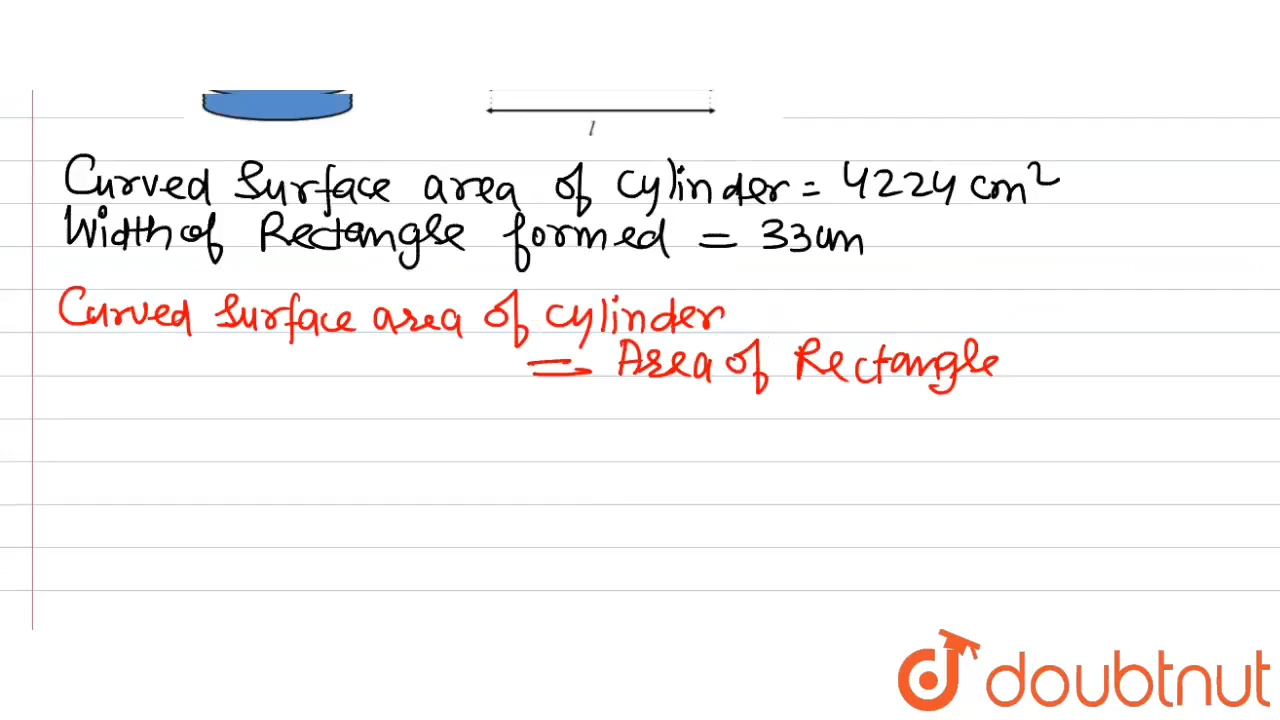 l
Curved Surface area of cylinder = 4224 cm²
Width of Rectangle formed = 33cm
Curved Surface area of cylinder
= Area of Rectangle
doubtnut